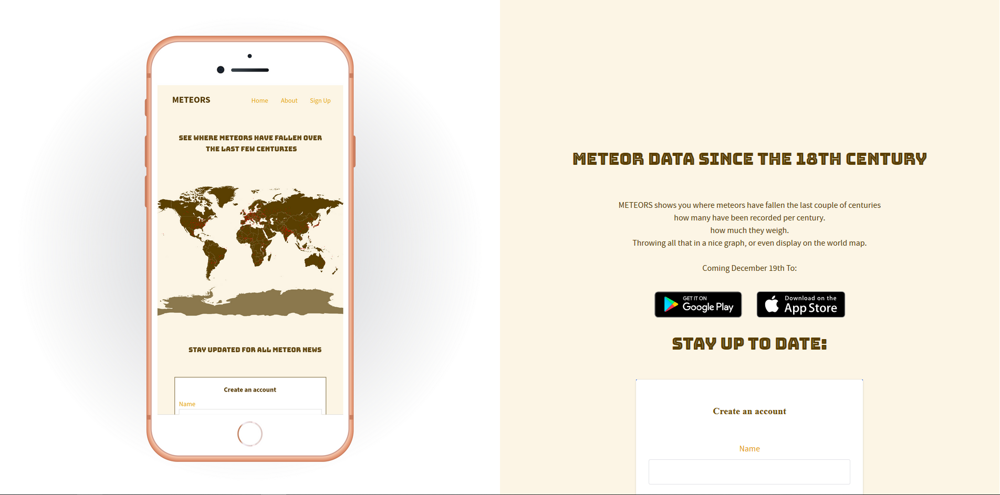 METEORS
Home About Sign Up
SEE WHERE METEORS HAVE FALLEN OVER
THE LAST FEW CENTURIES
STAY UPDATED FOR ALL METEOR NEWS
Create an account
Name
METEOR DATA SINCE THE 18TH CENTURY
METEORS shows you where meteors have fallen the last couple of centuries
how many have been recorded per century.
how much they weigh.
Throwing all that in a nice graph, or even display on the world map.
Coming December 19th To:
GET IT ON
Google Play
Download on the
App Store
STAY UP TO DATE:
Create an account
Name